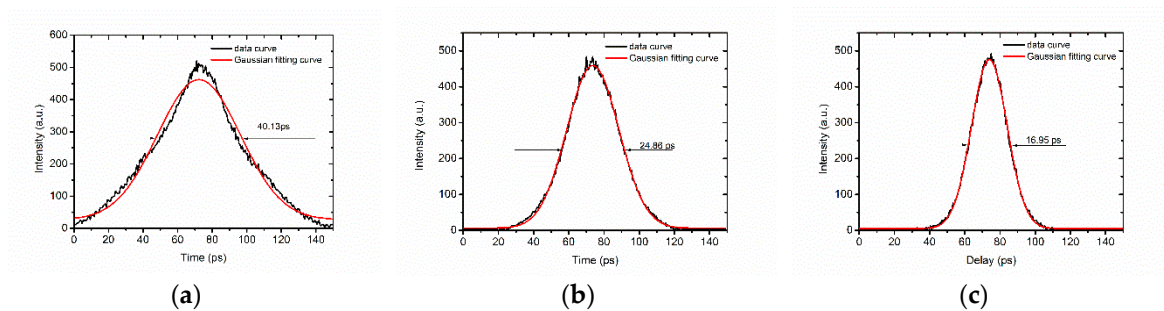 600
500
400
300
200
100
0
Intensity (a.u.)
data curve
Gaussian fitting curve
40.13ps
0 20 40 60 80 100 120 140
Time (ps)
(a)
500
400
300
200
100
0
Intensity (a.u.)
data curve
Gaussian fitting curve
24.86 ps
0 20 40 60 80 100 120 140
Time (ps)
(b)
500
400
300
200
100
0
Intensity (a.u.)
data curve
Gaussian fitting curve
16.95 ps
0 20 40 60 80 100 120 140
Delay (ps)
(c)